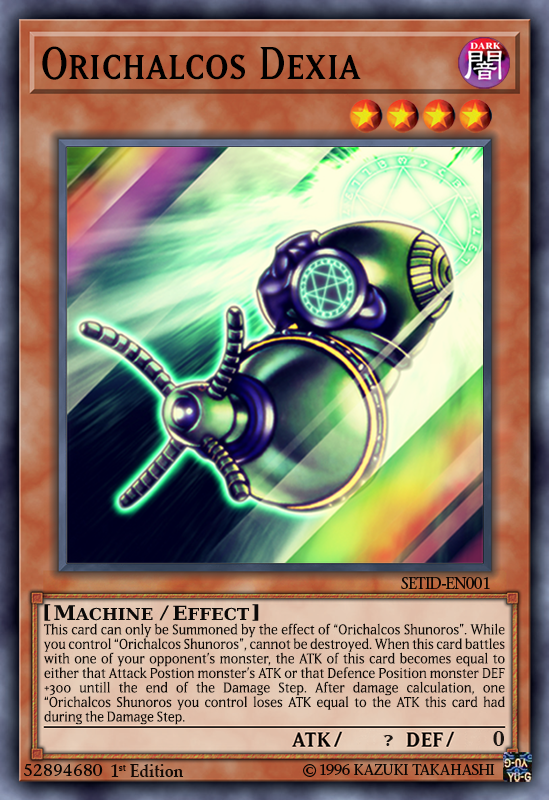 Orichalcos Dexia
DARK
闇
SETID-EN001
[Machine / Effect]
This card can only be Summoned by the effect of “Orichalcos Shunoros”. While
you control “Orichalcos Shunoros”, cannot be destroyed. When this card battles
with one of your opponent’s monster, the ATK of this card becomes equal to
either that Attack Postion monster’s ATK or that Defence Position monster DEF
+300 untill the end of the Damage Step. After damage calculation, one
“Orichalcos Shunoros you control loses ATK equal to the ATK this card had
during the Damage Step.
ATK/ ? DEF/ 0
52894680 1st Edition © 1996 KAZUKI TAKAHASHI
YU-G